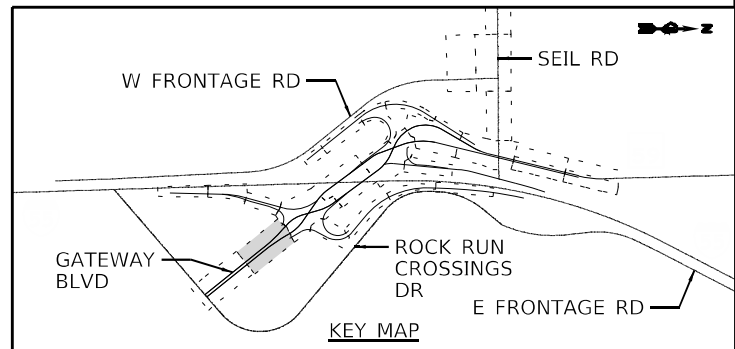 Z
SEIL RD
W FRONTAGE RD
GATEWAY
BLVD
ROCK RUN
CROSSINGS
DR
E FRONTAGE RD
KEY MAP